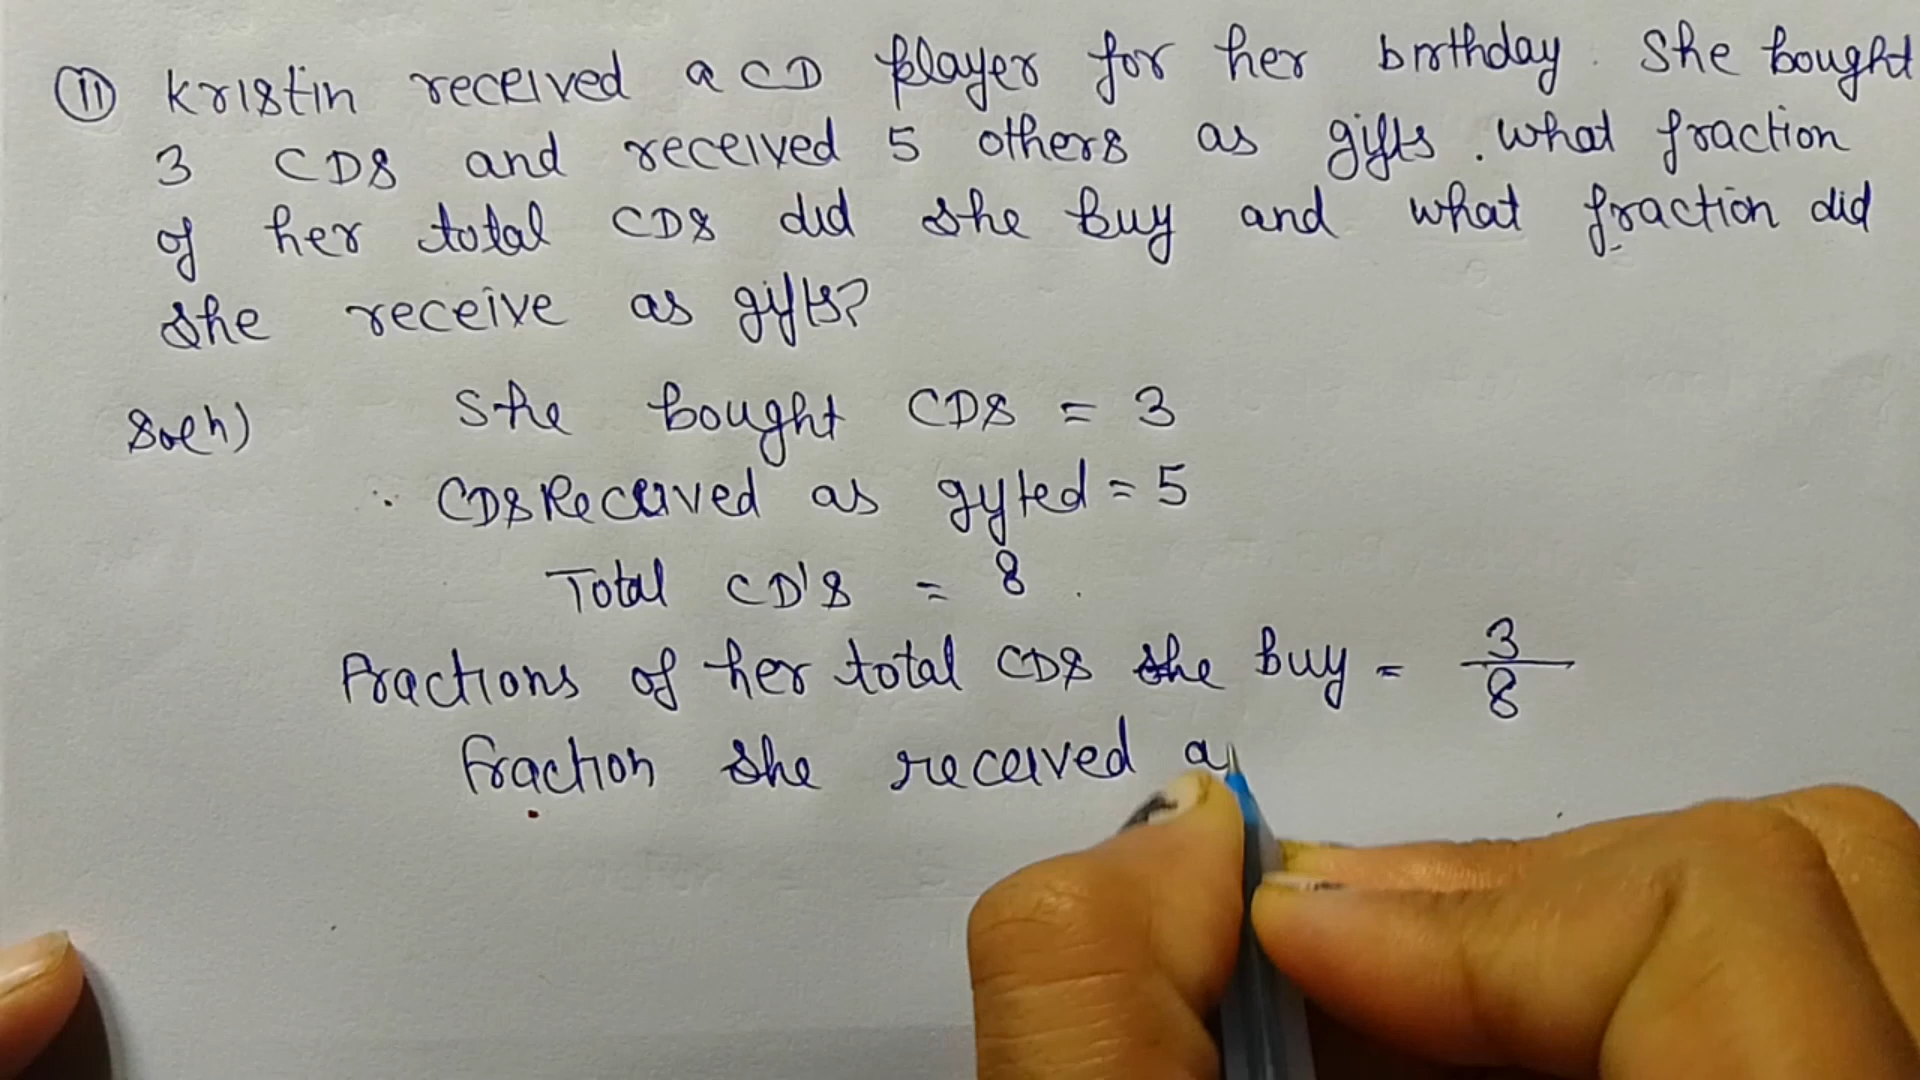 11 Kristin received a CD player for her birthday. She bought
3 CDs and received 5 others as gifts. What fraction
of her total CDs did she buy and what fraction did
she receive as gifts?
Soln) She bought CDs = 3
CDs Received as gifted = 5
Total CD's = 8
Fractions of her total CDs she buy = 3/8
fraction she received a